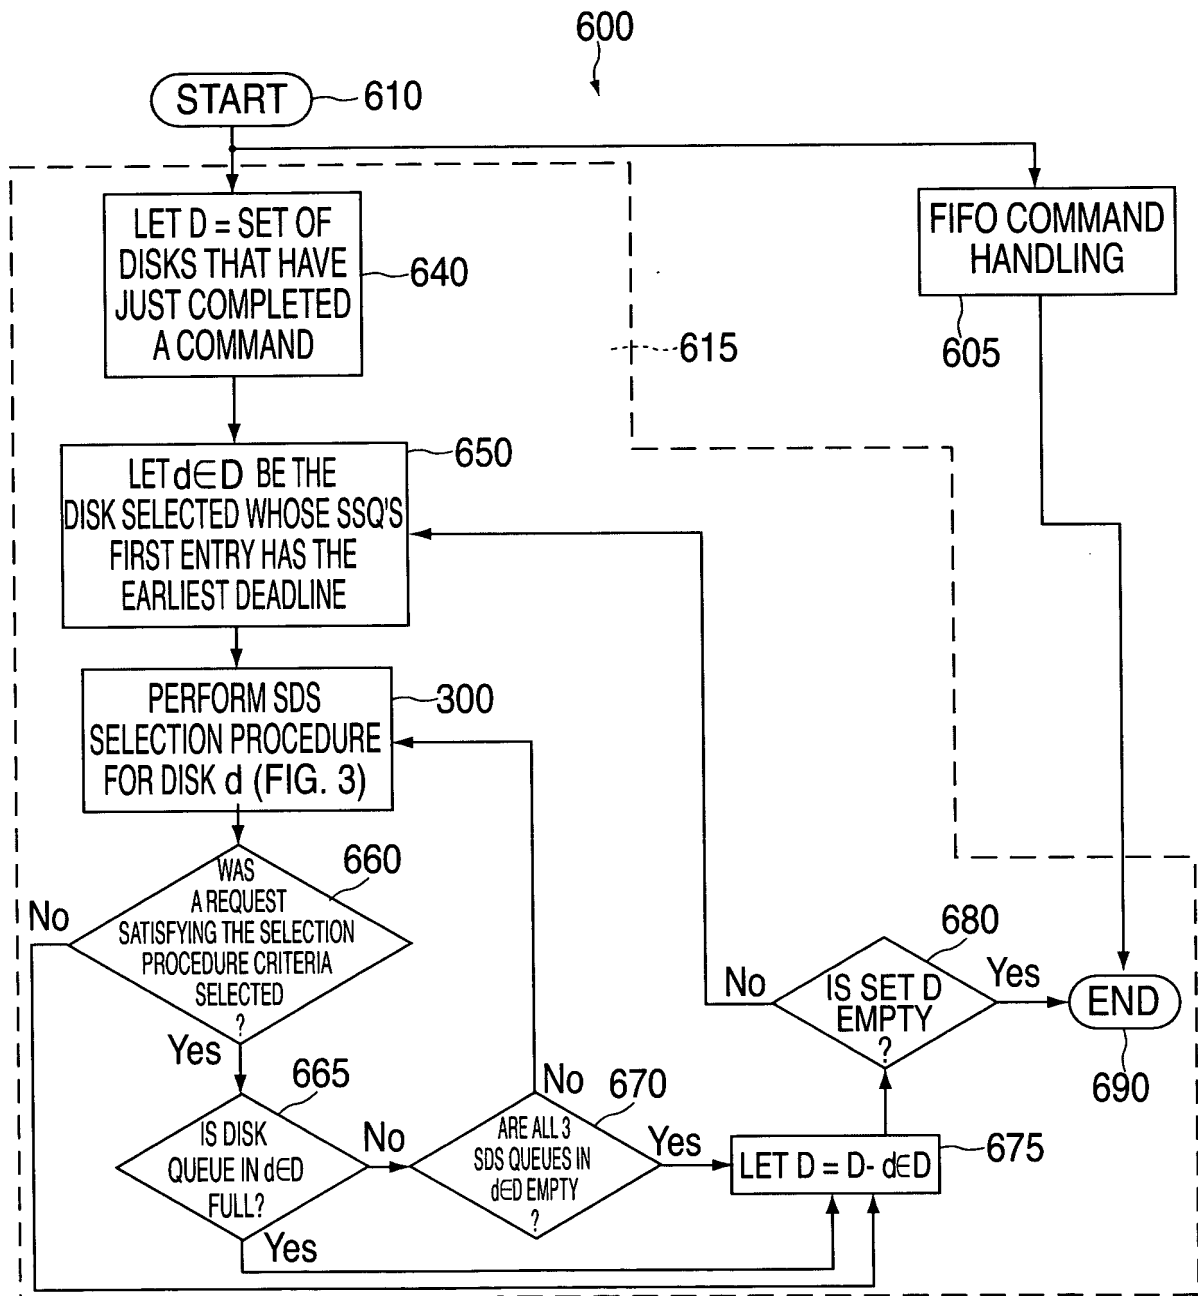 600
START
610
LET D = SET OF
DISKS THAT HAVE
JUST COMPLETED
A COMMAND
640
FIFO COMMAND
HANDLING
605
615
LET d∈D BE THE
DISK SELECTED WHOSE SSQ'S
FIRST ENTRY HAS THE
EARLIEST DEADLINE
650
PERFORM SDS
SELECTION PROCEDURE
FOR DISK d (FIG. 3)
300
WAS
A REQUEST
SATISFYING THE SELECTION
PROCEDURE CRITERIA
SELECTED
?
660
No
Yes
IS DISK
QUEUE IN d∈D
FULL?
665
No
Yes
ARE ALL 3
SDS QUEUES IN
d∈D EMPTY
?
670
No
Yes
LET D = D- d∈D
675
IS SET D
EMPTY
?
680
No
Yes
END
690